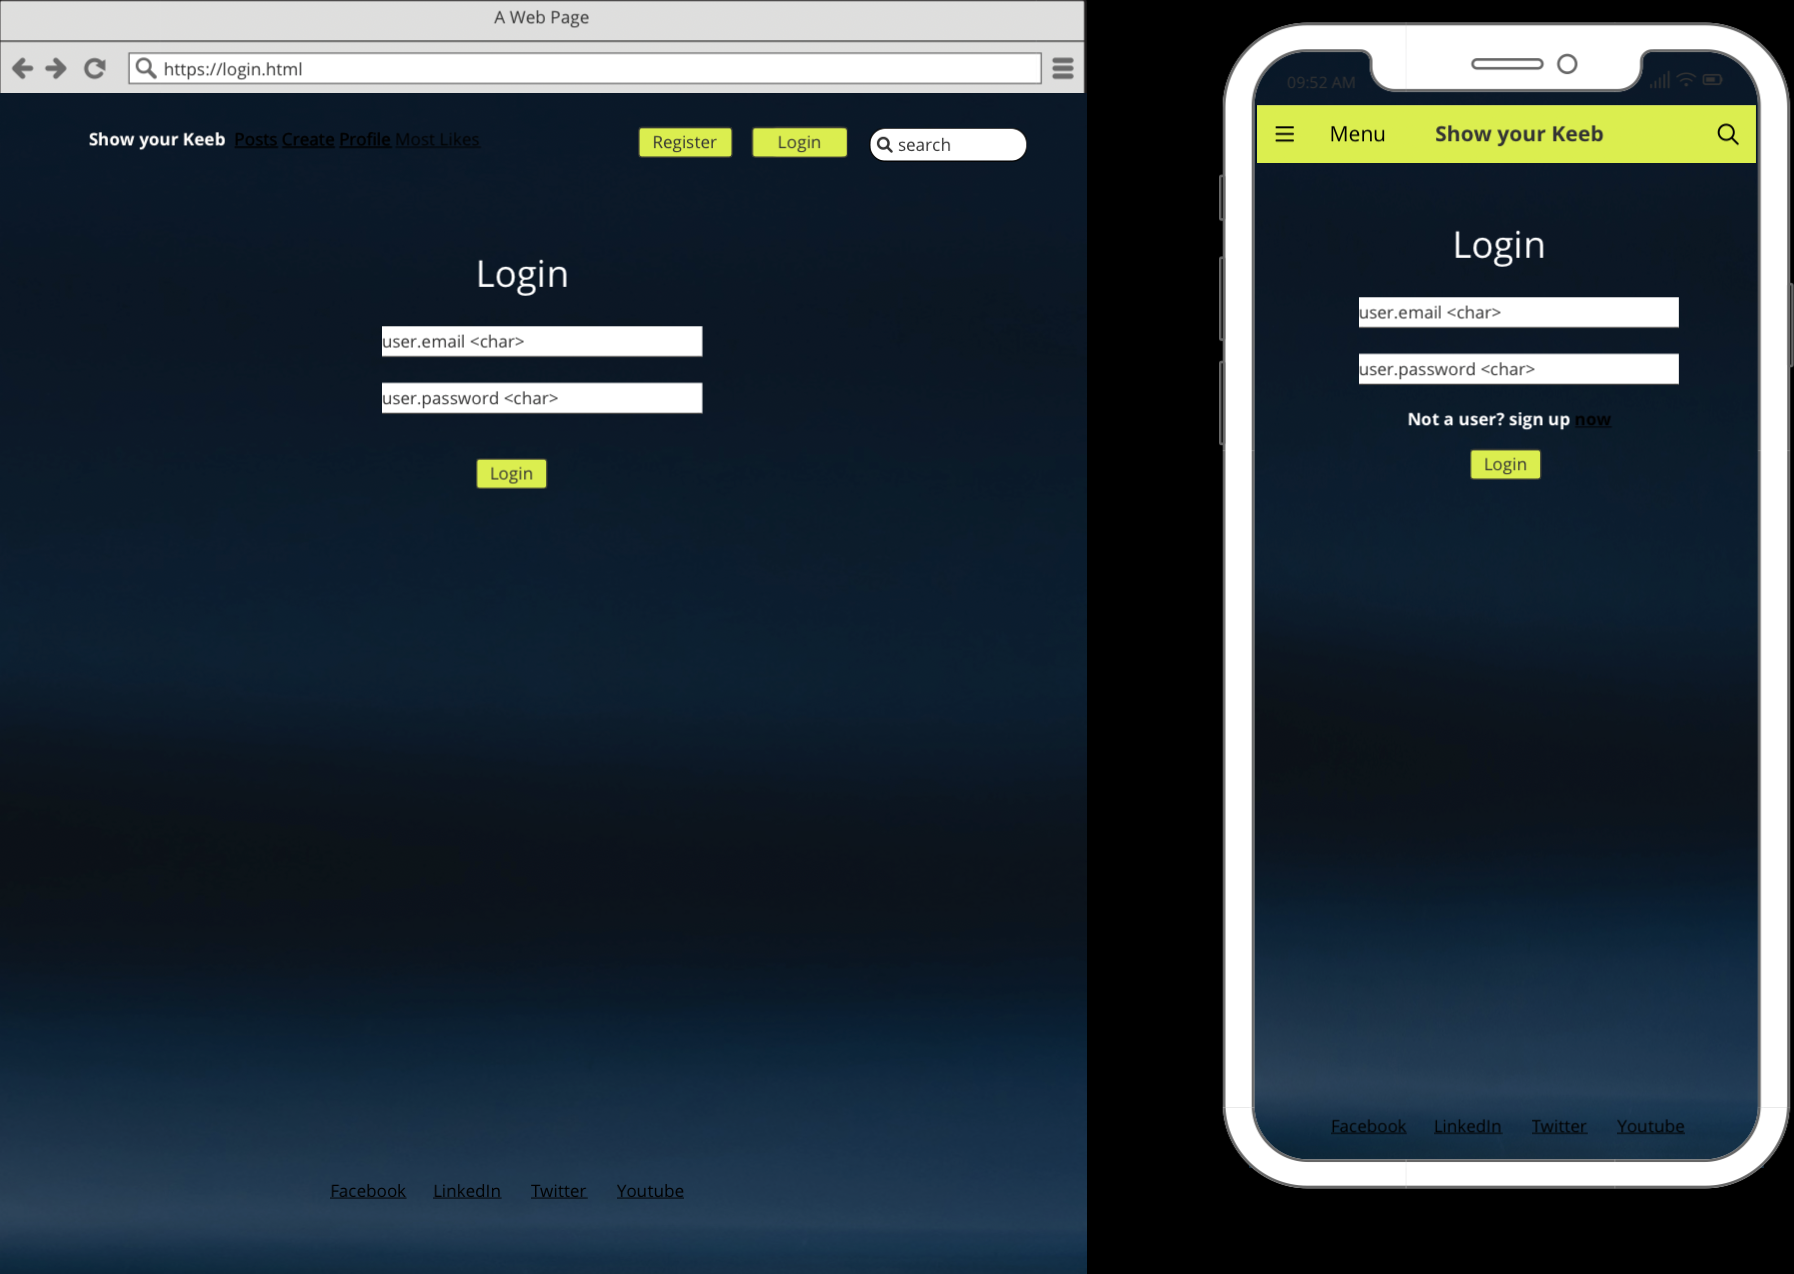 A Web Page
https://login.html
Show your Keeb Posts Create Profile Most Likes
Register
Login
search
Login
user.email <char>
user.password <char>
Login
Facebook LinkedIn Twitter Youtube
09:52 AM
Menu Show your Keeb
Login
user.email <char>
user.password <char>
Not a user? sign up now
Login
Facebook LinkedIn Twitter Youtube